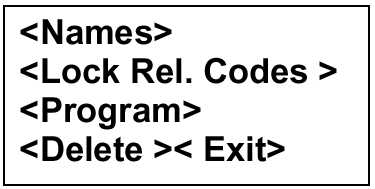 <Names>
<Lock Rel. Codes >
<Program>
<Delete >< Exit>